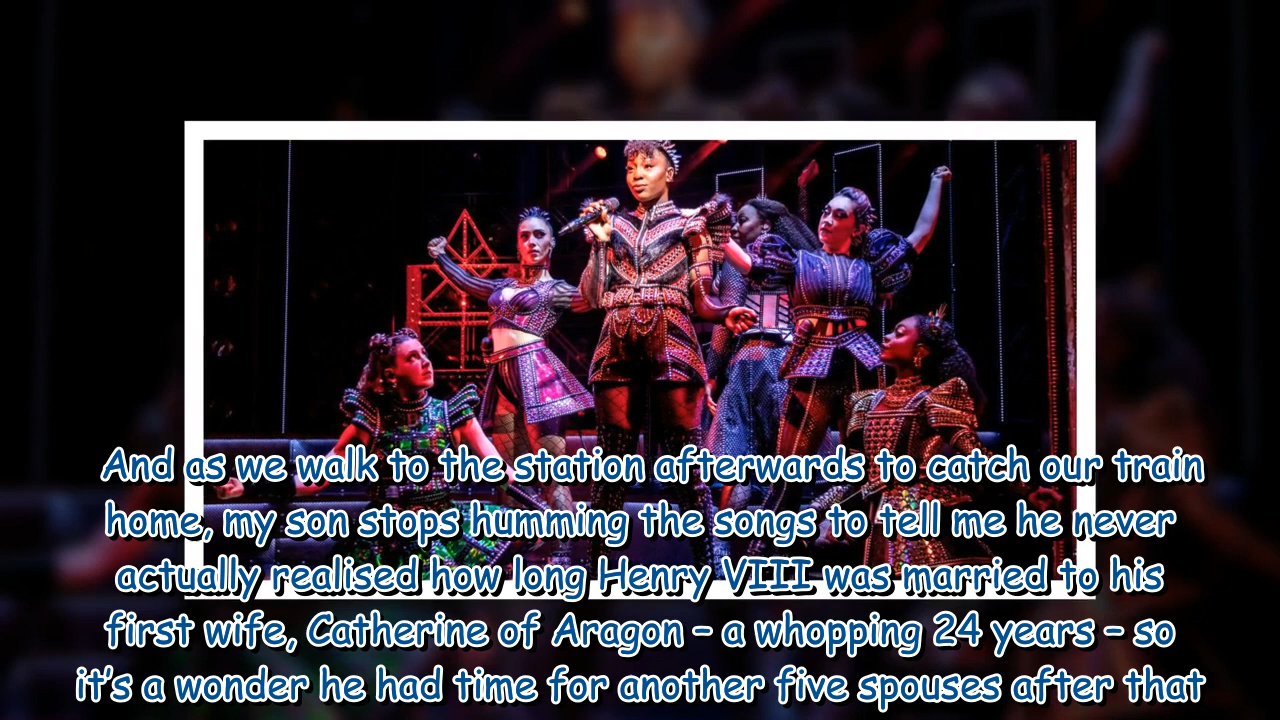 And as we walk to the station afterwards to catch our train
home, my son stops humming the songs to tell me he never
actually realised how long Henry VIII was married to his
first wife, Catherine of Aragon – a whopping 24 years – so
it's a wonder he had time for another five spouses after that